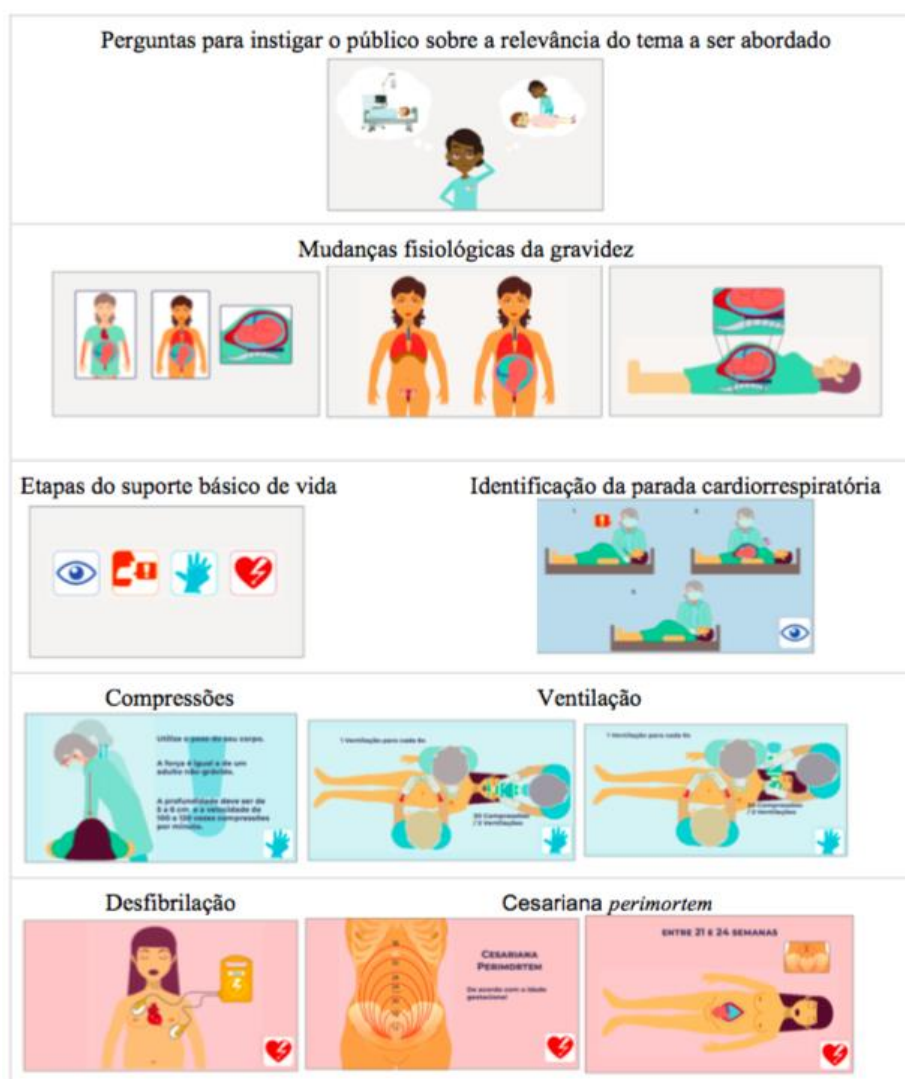 Perguntas para instigar o público sobre a relevância do tema a ser abordado
Mudanças fisiológicas da gravidez
Etapas do suporte básico de vida
Identificação da parada cardiorrespiratória
Compressões
Utilize o peso do seu corpo.
A força é igual a de um
adulto não-grávida.
A profundidade deve ser de
5 a 6 cm e a velocidade de
100 a 120 compressões
por minuto.
Ventilação
1 Ventilação para cada 6s
30 Compressões
/ 2 Ventilações
1 Ventilação para cada 6s
30 Compressões
/ 2 Ventilações
Desfibrilação
Cesariana perimortem
CESARIANA
PERIMORTEM
De acordo com a idade
gestacional
ENTRE 21 E 24 SEMANAS